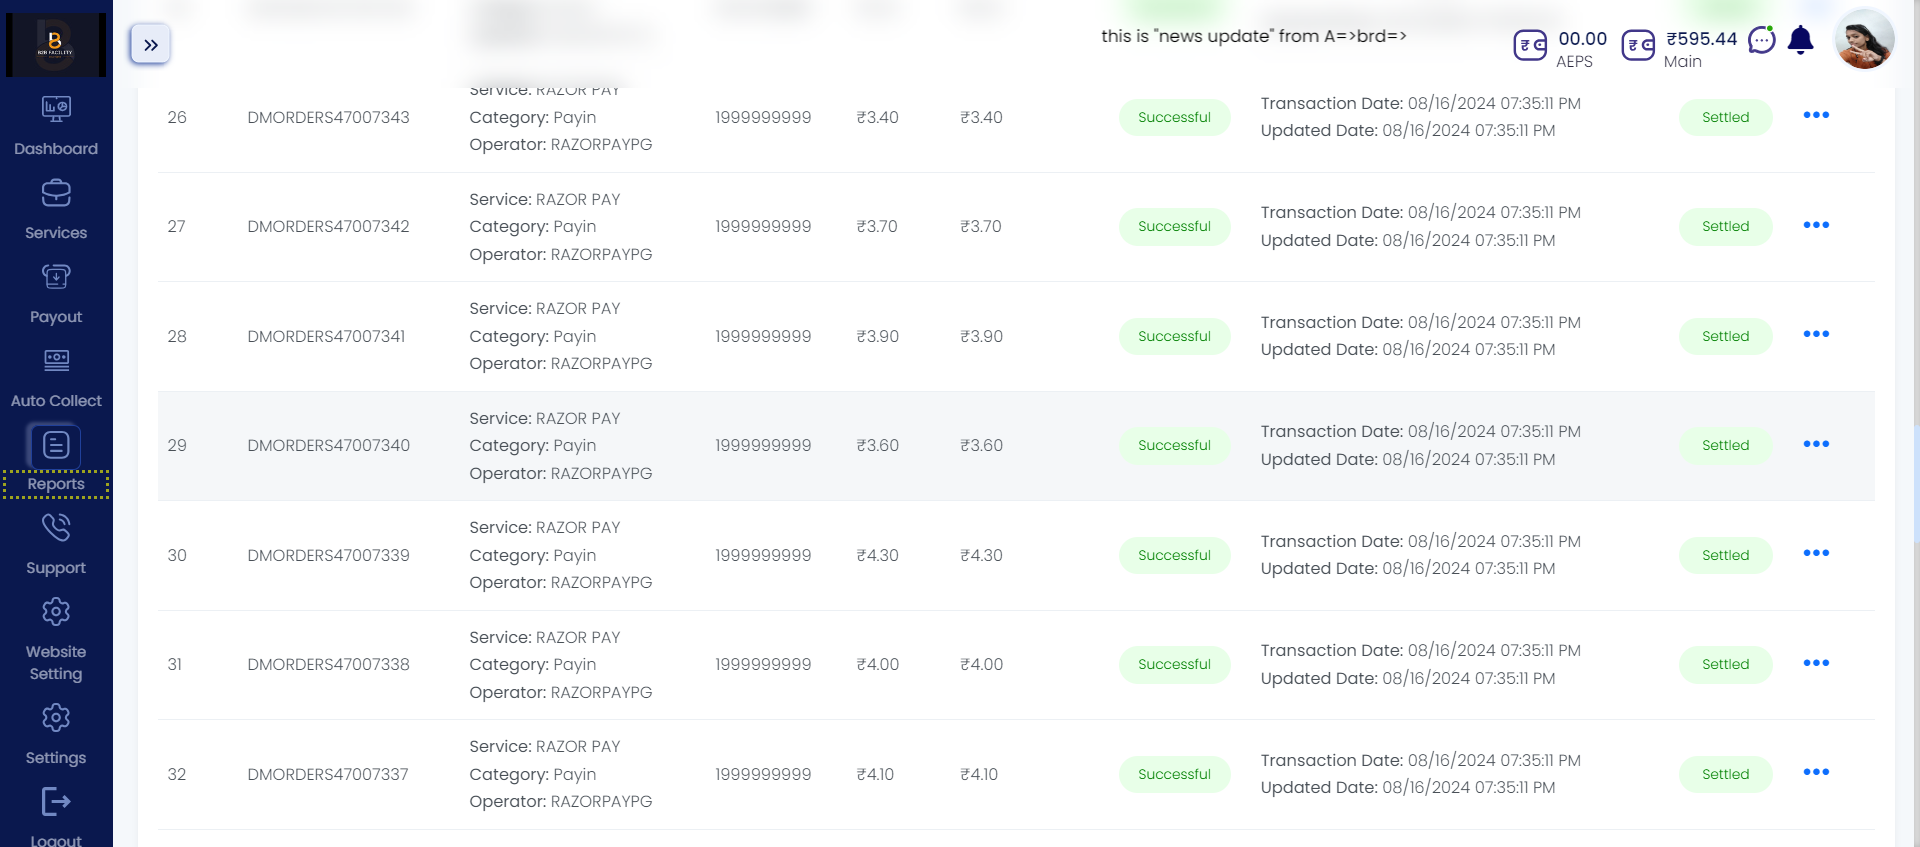 B2B FACILITY
this is "news update" from A=>brd=>
₹ 00.00
AEPS
₹ ₹595.44
Main
Dashboard
Services
Payout
Auto Collect
Reports
Support
Website
Setting
Settings
Logout
Service: RAZOR PAY
26 DMORDERS47007343 Category: Payin 1999999999 ₹3.40 ₹3.40 Successful Transaction Date: 08/16/2024 07:35:11 PM Settled
Operator: RAZORPAYPG Updated Date: 08/16/2024 07:35:11 PM
Service: RAZOR PAY
27 DMORDERS47007342 Category: Payin 1999999999 ₹3.70 ₹3.70 Successful Transaction Date: 08/16/2024 07:35:11 PM Settled
Operator: RAZORPAYPG Updated Date: 08/16/2024 07:35:11 PM
Service: RAZOR PAY
28 DMORDERS47007341 Category: Payin 1999999999 ₹3.90 ₹3.90 Successful Transaction Date: 08/16/2024 07:35:11 PM Settled
Operator: RAZORPAYPG Updated Date: 08/16/2024 07:35:11 PM
Service: RAZOR PAY
29 DMORDERS47007340 Category: Payin 1999999999 ₹3.60 ₹3.60 Successful Transaction Date: 08/16/2024 07:35:11 PM Settled
Operator: RAZORPAYPG Updated Date: 08/16/2024 07:35:11 PM
Service: RAZOR PAY
30 DMORDERS47007339 Category: Payin 1999999999 ₹4.30 ₹4.30 Successful Transaction Date: 08/16/2024 07:35:11 PM Settled
Operator: RAZORPAYPG Updated Date: 08/16/2024 07:35:11 PM
Service: RAZOR PAY
31 DMORDERS47007338 Category: Payin 1999999999 ₹4.00 ₹4.00 Successful Transaction Date: 08/16/2024 07:35:11 PM Settled
Operator: RAZORPAYPG Updated Date: 08/16/2024 07:35:11 PM
Service: RAZOR PAY
32 DMORDERS47007337 Category: Payin 1999999999 ₹4.10 ₹4.10 Successful Transaction Date: 08/16/2024 07:35:11 PM Settled
Operator: RAZORPAYPG Updated Date: 08/16/2024 07:35:11 PM